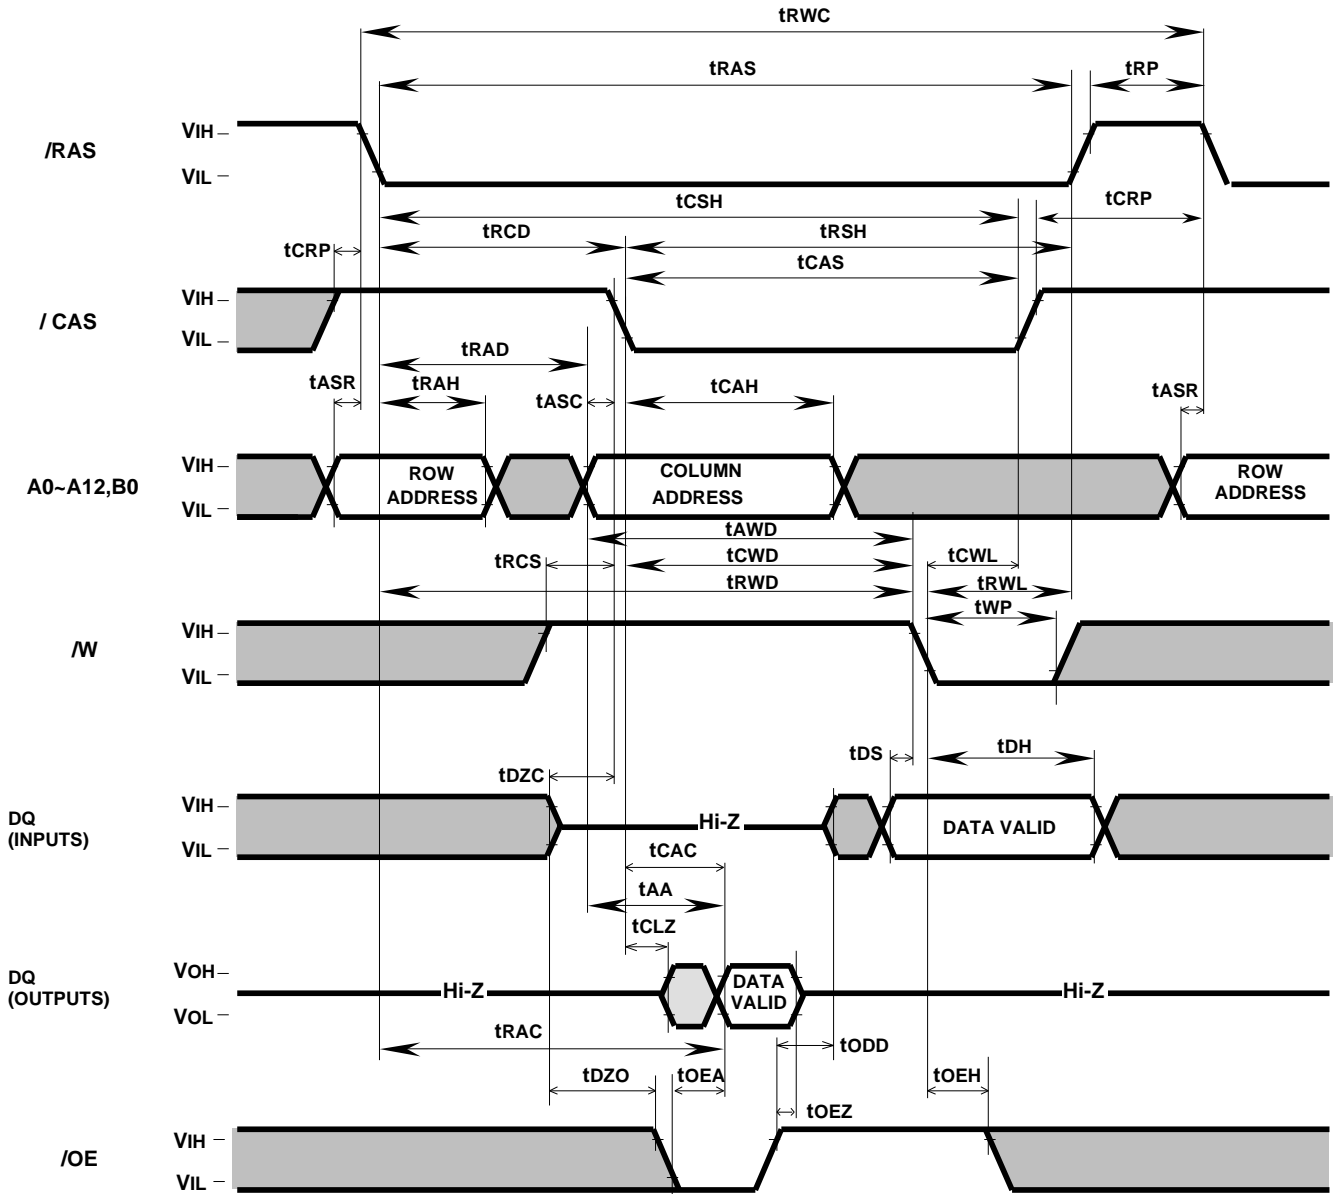 tRWC
tRAS
tRP
/RAS
VIH
VIL
tCSH
tCRP
tCRP
tRCD
tRSH
tCAS
/ CAS
VIH
VIL
tRAD
tASR
tRAH
tASC
tCAH
tASR
A0~A12,B0
VIH
VIL
ROW
ADDRESS
COLUMN
ADDRESS
ROW
ADDRESS
tAWD
tRCS
tCWD
tCWL
tRWD
tRWL
tWP
/W
VIH
VIL
tDS
tDH
tDZC
DQ
(INPUTS)
VIH
VIL
Hi-Z
DATA VALID
tCAC
tAA
tCLZ
DQ
(OUTPUTS)
VOH
VOL
Hi-Z
DATA
VALID
Hi-Z
tRAC
tODD
tDZO
tOEA
tOEH
tOEZ
/OE
VIH
VIL